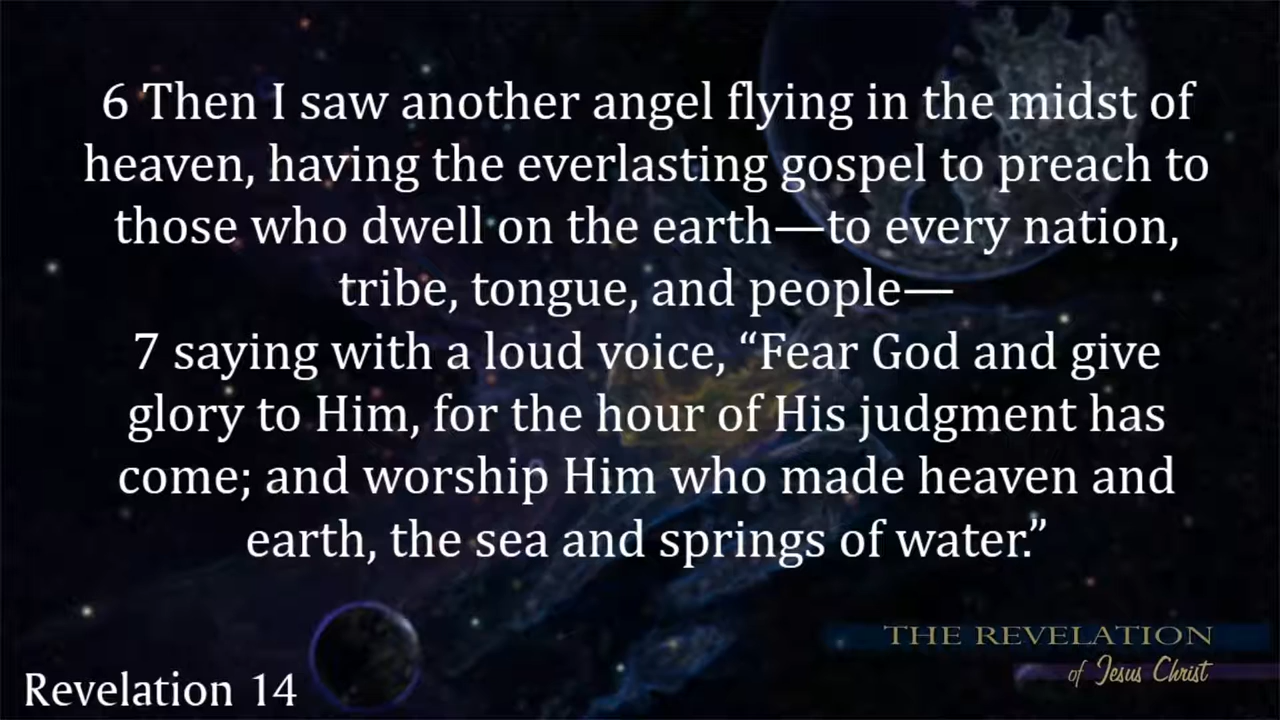 6 Then I saw another angel flying in the midst of
heaven, having the everlasting gospel to preach to
those who dwell on the earth—to every nation,
tribe, tongue, and people—
7 saying with a loud voice, “Fear God and give
glory to Him, for the hour of His judgment has
come; and worship Him who made heaven and
earth, the sea and springs of water.”
THE REVELATION
of Jesus Christ
Revelation 14